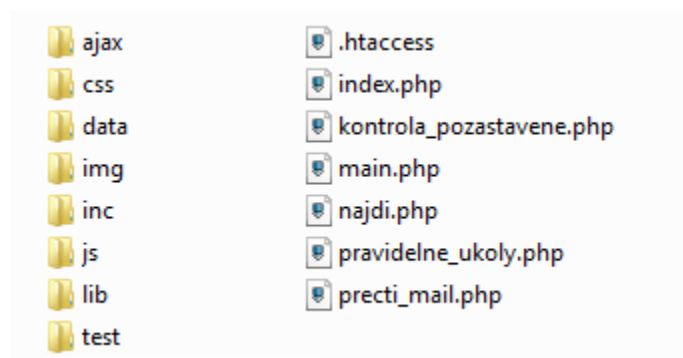 ajax
css
data
img
inc
js
lib
test
.htaccess
index.php
kontrola_pozastavene.php
main.php
najdi.php
pravidelne_ukoly.php
precti_mail.php